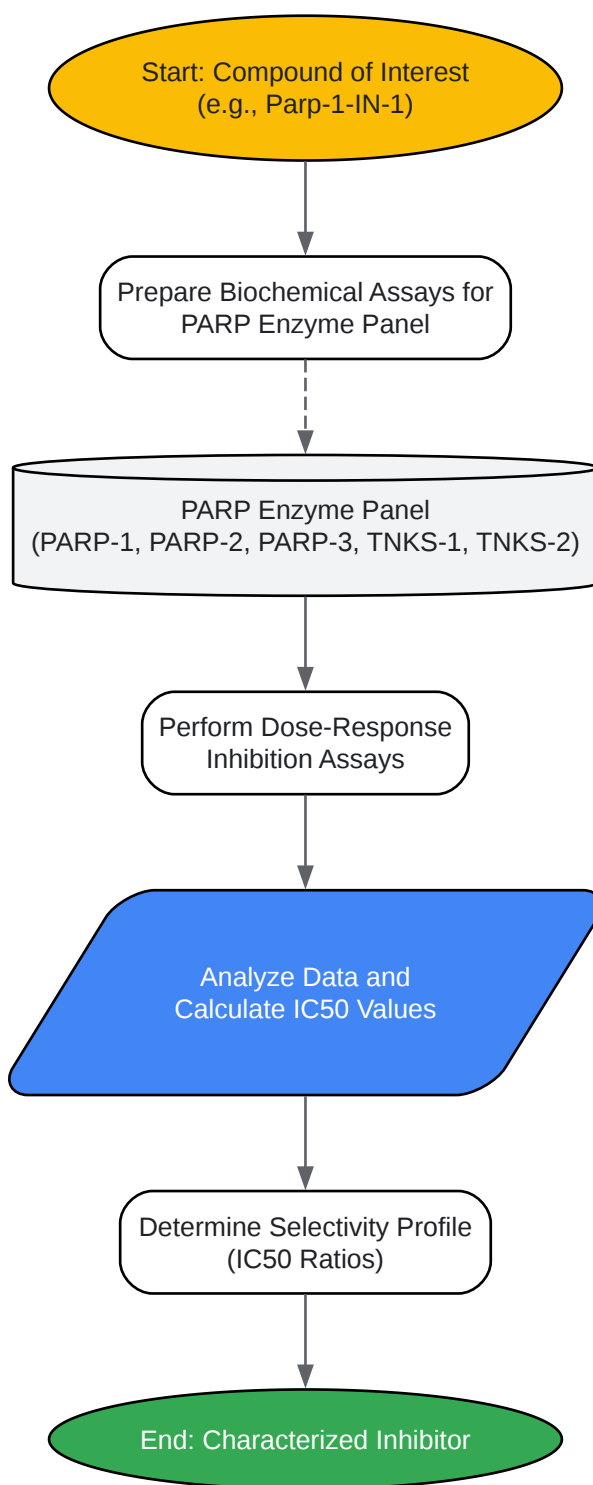 Start: Compound of Interest
(e.g., Parp-1-IN-1)
Prepare Biochemical Assays for
PARP Enzyme Panel
PARP Enzyme Panel
(PARP-1, PARP-2, PARP-3, TNKS-1, TNKS-2)
Perform Dose-Response
Inhibition Assays
Analyze Data and
Calculate IC50 Values
Determine Selectivity Profile
(IC50 Ratios)
End: Characterized Inhibitor